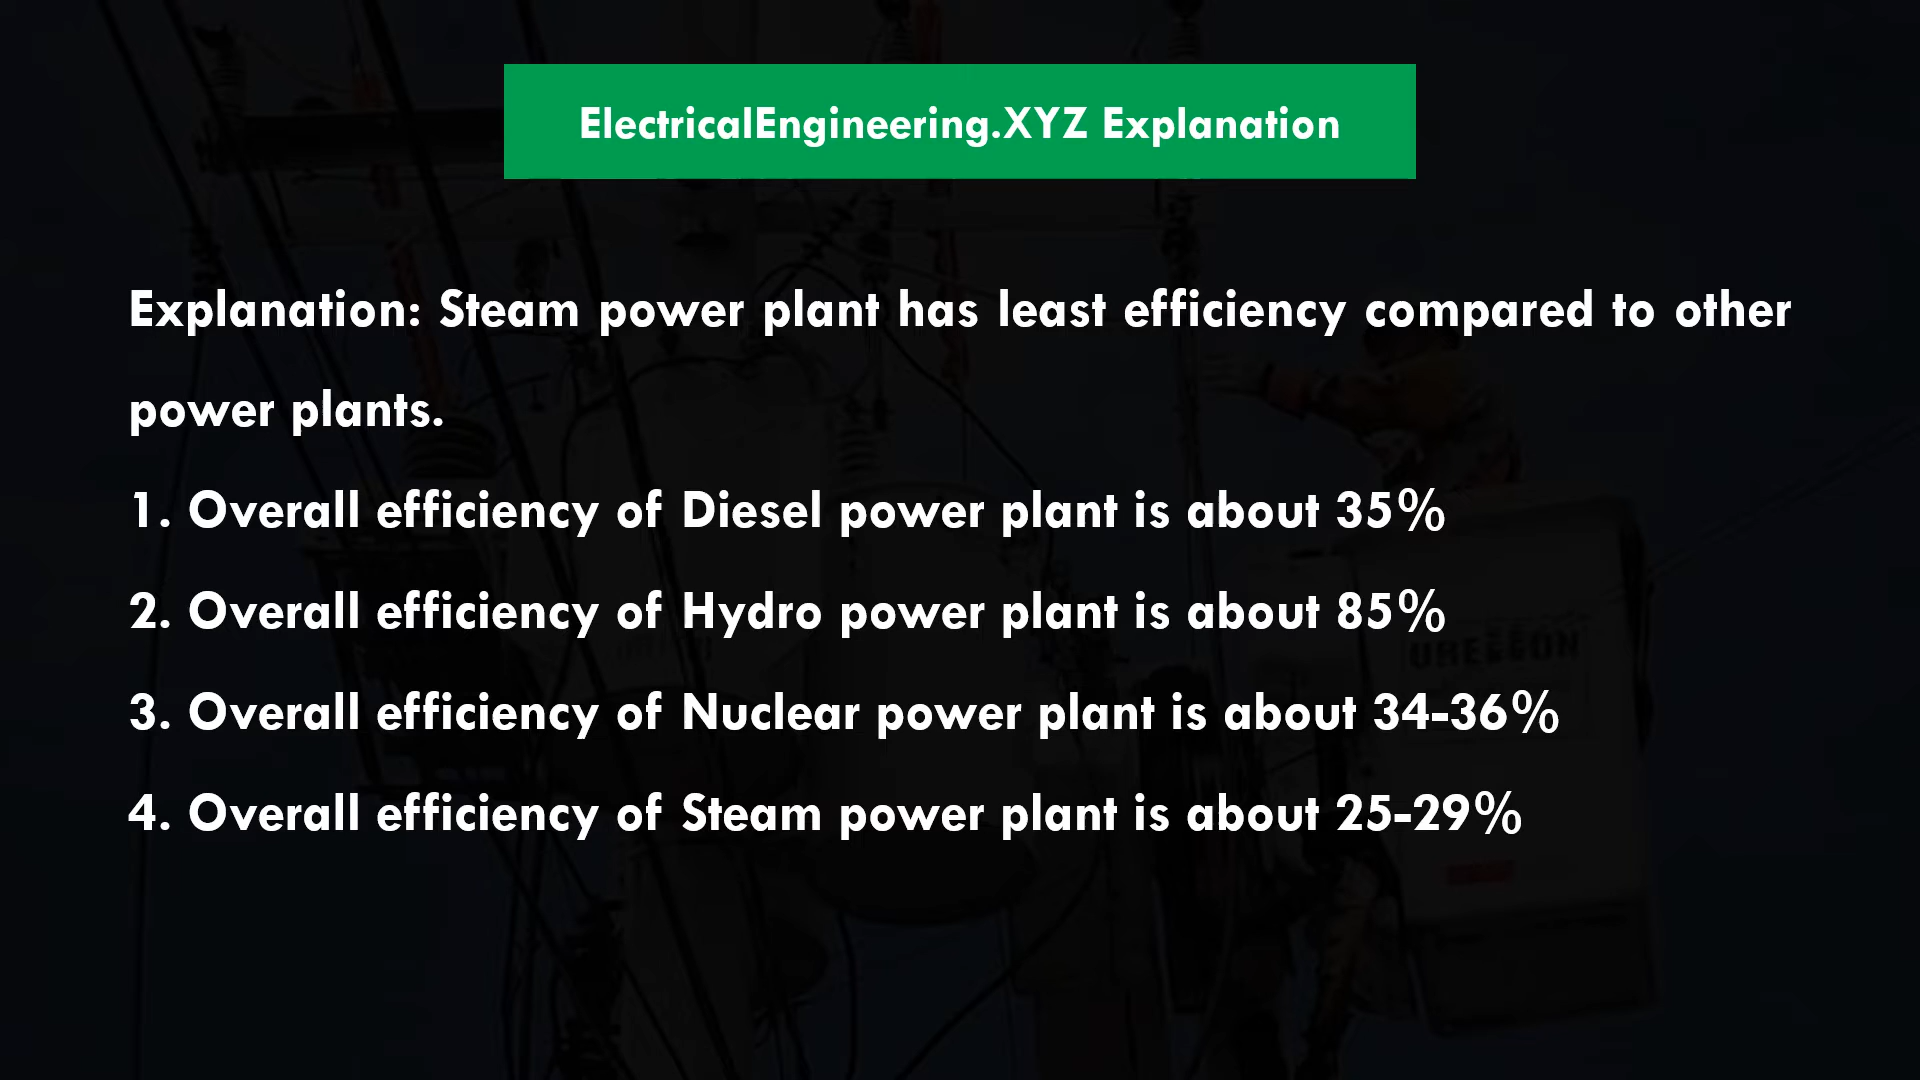 ElectricalEngineering.XYZ Explanation
Explanation: Steam power plant has least efficiency compared to other
power plants.
1. Overall efficiency of Diesel power plant is about 35%
2. Overall efficiency of Hydro power plant is about 85%
3. Overall efficiency of Nuclear power plant is about 34-36%
4. Overall efficiency of Steam power plant is about 25-29%